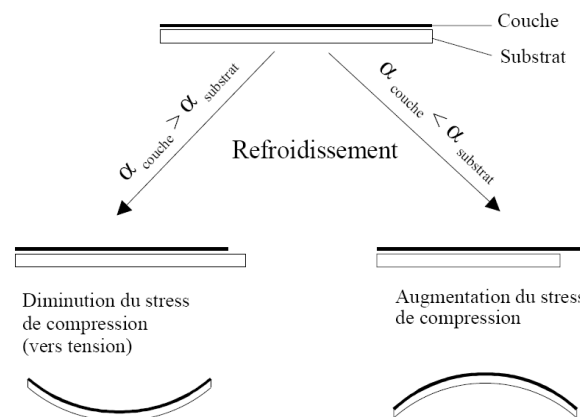 Couche
Substrat
α couche > α substrat
α couche < α substrat
Refroidissement
Diminution du stress
de compression
(vers tension)
Augmentation du stress
de compression